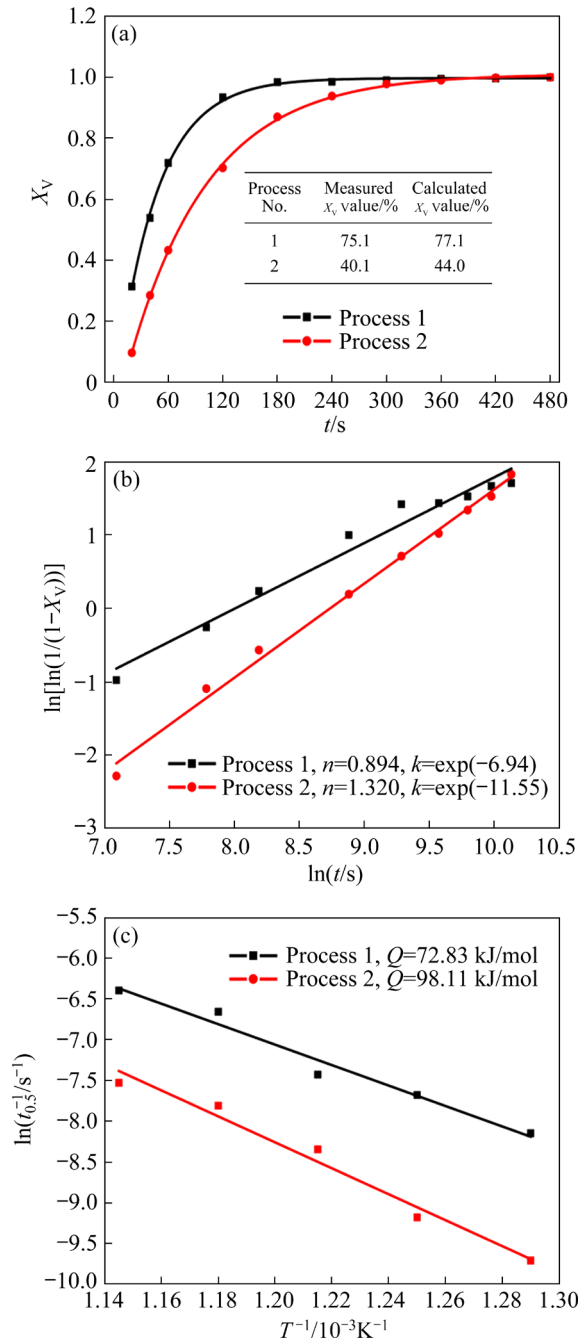 (a)
1.0
0.8
0.6
0.4
0.2
0
X_V
Process No. Measured X_v value/% Calculated X_v value/%
1 75.1 77.1
2 40.1 44.0
Process 1
Process 2
0 60 120 180 240 300 360 420 480
t/s
(b)
2
1
0
−1
−2
−3
ln[ln(1/(1−X_V))]
Process 1, n=0.894, k=exp(−6.94)
Process 2, n=1.320, k=exp(−11.55)
7.0 7.5 8.0 8.5 9.0 9.5 10.0 10.5
ln(t/s)
(c)
−5.5
−6.0
−6.5
−7.0
−7.5
−8.0
−8.5
−9.0
−9.5
−10.0
ln(t_{0.5}^{−1}/s^{−1})
Process 1, Q=72.83 kJ/mol
Process 2, Q=98.11 kJ/mol
1.14 1.16 1.18 1.20 1.22 1.24 1.26 1.28 1.30
T^{−1}/10^{−3}K^{−1}